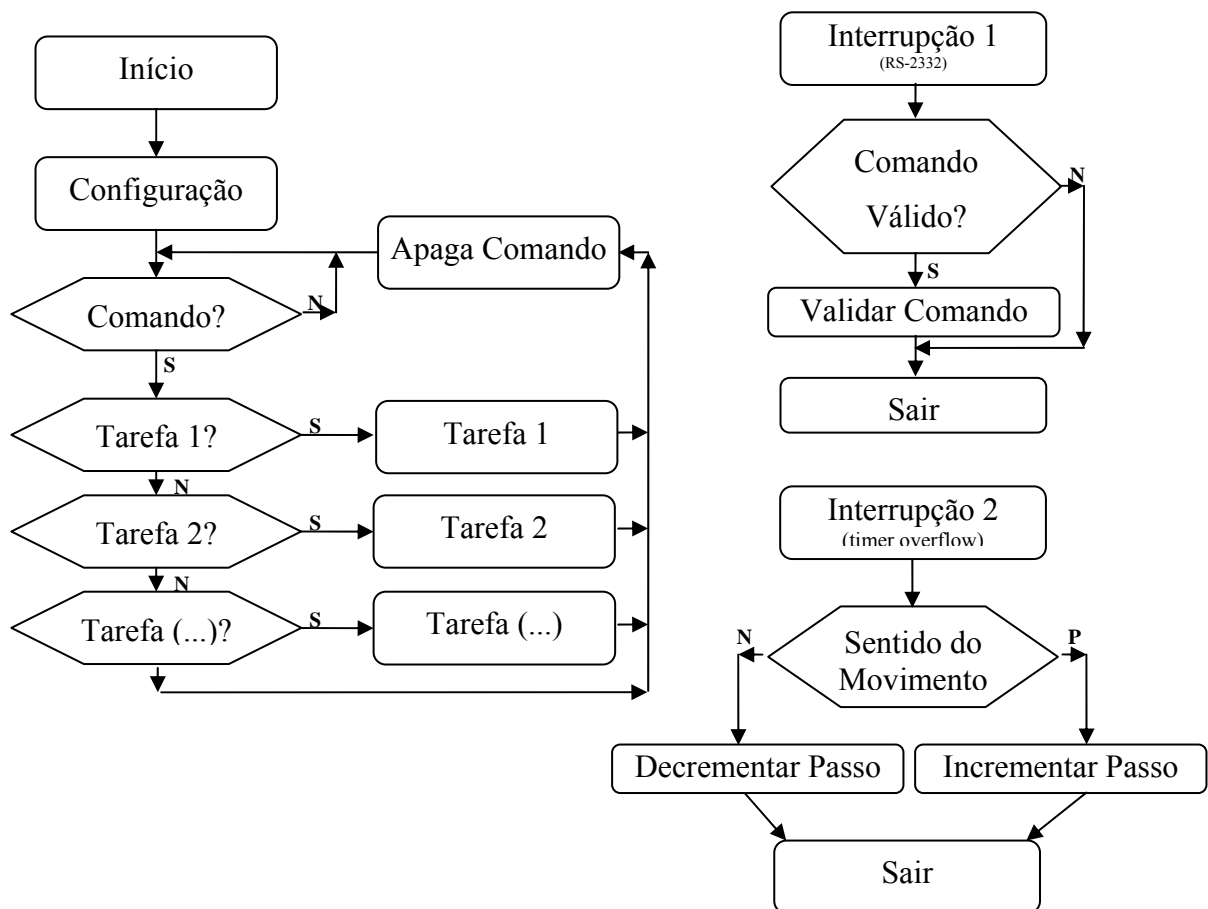 Início
Configuração
Apaga Comando
Comando?
N
S
Tarefa 1?
S
Tarefa 1
N
Tarefa 2?
S
Tarefa 2
N
Tarefa (...)?
S
Tarefa (...)
Interrupção 1
(RS-2332)
Comando
Válido?
N
S
Validar Comando
Sair
Interrupção 2
(timer overflow)
Sentido do
Movimento
N
P
Decrementar Passo
Incrementar Passo
Sair